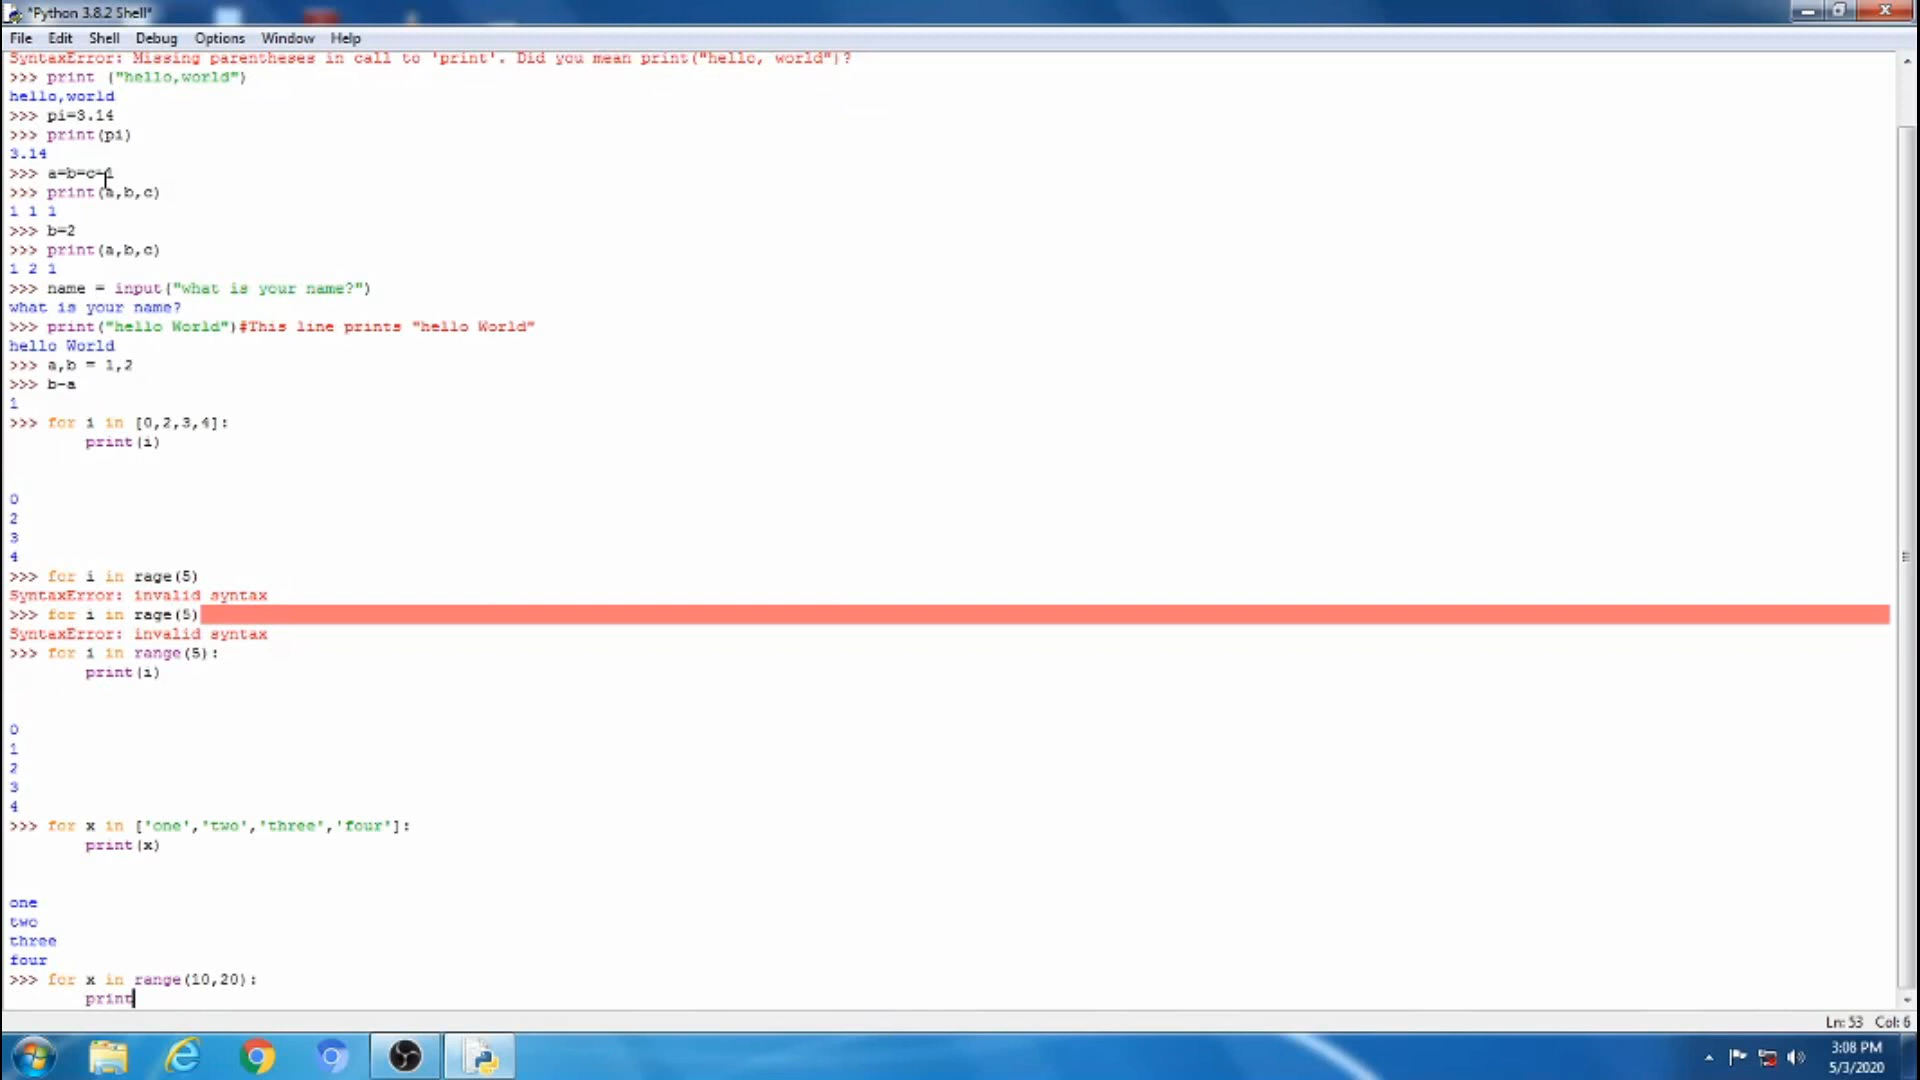 *Python 3.8.2 Shell*
File Edit Shell Debug Options Window Help
SyntaxError: Missing parentheses in call to 'print'. Did you mean print("hello, world")?
>>> print ("hello,world")
hello,world
>>> pi=3.14
>>> print(pi)
3.14
>>> a=b=c=1
>>> print(a,b,c)
1 1 1
>>> b=2
>>> print(a,b,c)
1 2 1
>>> name = input("what is your name?")
what is your name?
>>> print("hello World")#This line prints "hello World"
hello World
>>> a,b = 1,2
>>> b-a
1
>>> for i in [0,2,3,4]:
print(i)
0
2
3
4
>>> for i in rage(5)
SyntaxError: invalid syntax
>>> for i in rage(5)
SyntaxError: invalid syntax
>>> for i in range(5):
print(i)
0
1
2
3
4
>>> for x in ['one','two','three','four']:
print(x)
one
two
three
four
>>> for x in range(10,20):
print
Ln: 53 Col: 6
3:08 PM
5/3/2020